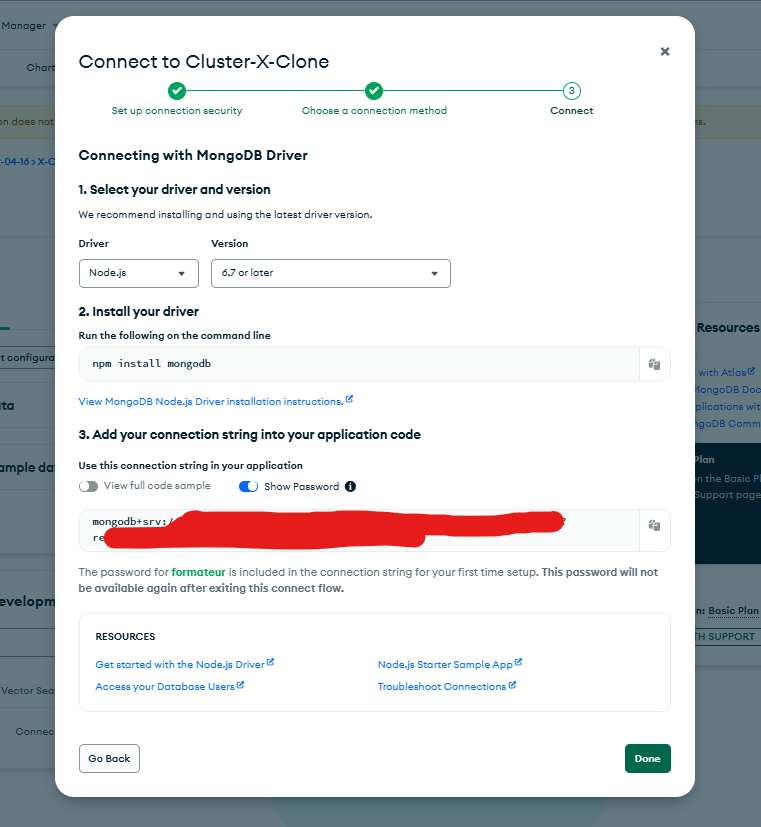 Manager
Chart
on does not
ns.
-04-16>X-C
Connect to Cluster-X-Clone
Set up connection security
Choose a connection method
3
Connect
Connecting with MongoDB Driver
1. Select your driver and version
We recommend installing and using the latest driver version.
Driver
Version
Node.js
6.7 or later
2. Install your driver
Run the following on the command line
npm install mongodb
View MongoDB Node.js Driver installation instructions.
3. Add your connection string into your application code
Use this connection string in your application
View full code sample
Show Password
mongodb+srv:/
?
re
The password for formateur is included in the connection string for your first time setup. This password will not
be available again after exiting this connect flow.
RESOURCES
Get started with the Node.js Driver
Node.js Starter Sample App
Access your Database Users
Troubleshoot Connections
Go Back
Done
t configura
ata
ample da
evelopm
Vector Sea
Connec
Resources
with Atlas
MongoDB Doc
plications wit
ngoDB Comm
Plan
on the Basic Pl
Support page
n: Basic Plan
TH SUPPORT